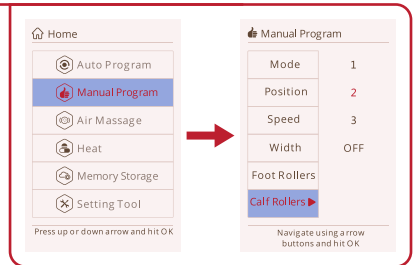 Home
Auto Program
Manual Program
Air Massage
Heat
Memory Storage
Setting Tool
Press up or down arrow and hit OK
Manual Program
Mode 1
Position 2
Speed 3
Width OFF
Foot Rollers
Calf Rollers
Navigate using arrow
buttons and hit OK